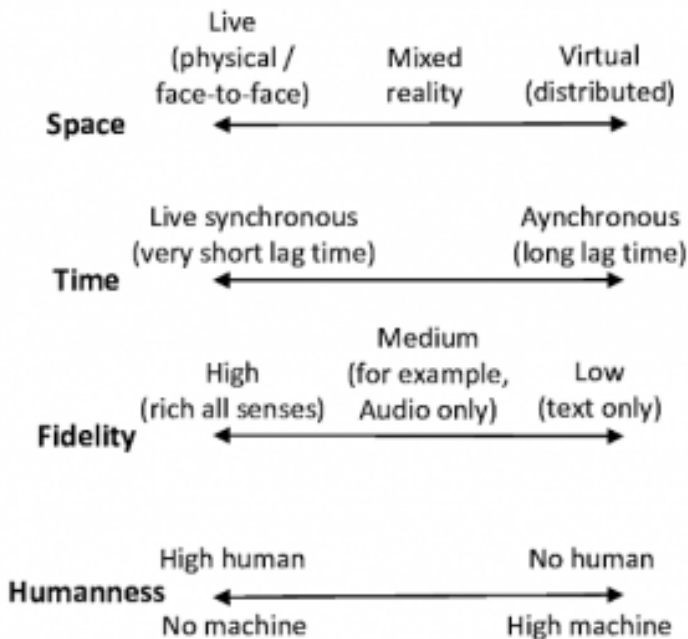 Live
(physical /
face-to-face)
Mixed
reality
Virtual
(distributed)
Space
Live synchronous
(very short lag time)
Aynchronous
(long lag time)
Time
High
(rich all senses)
Medium
(for example,
Audio only)
Low
(text only)
Fidelity
High human
No human
Humanness
No machine
High machine